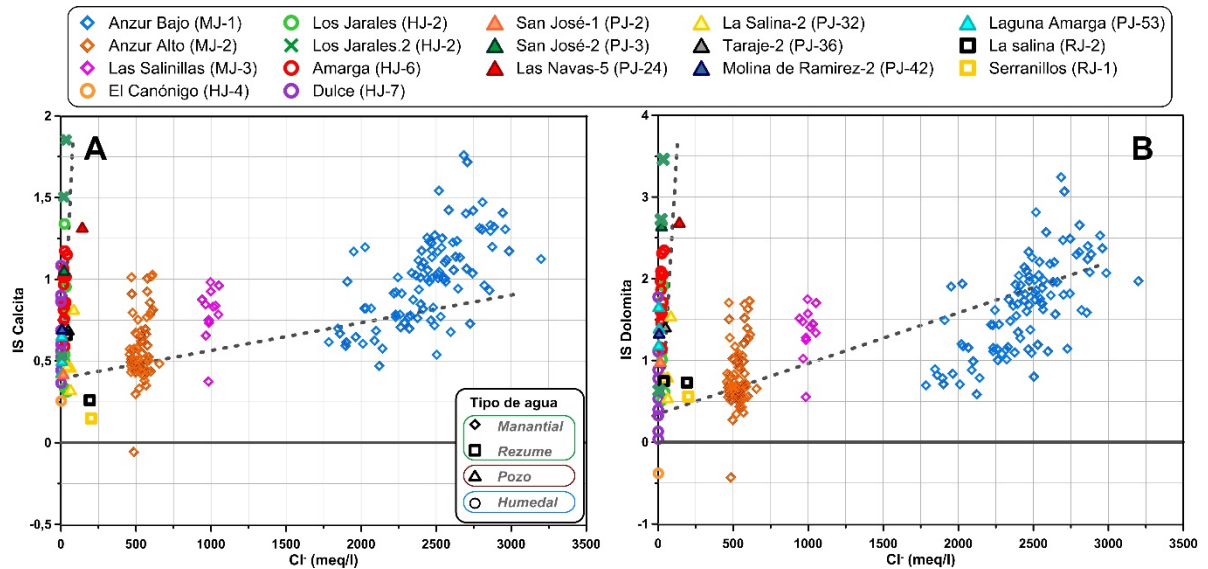 Anzur Bajo (MJ-1) Los Jarales (HJ-2) San José-1 (PJ-2) La Salina-2 (PJ-32) Laguna Amarga (PJ-53)
Anzur Alto (MJ-2) Los Jarales.2 (HJ-2) San José-2 (PJ-3) Taraje-2 (PJ-36) La salina (RJ-2)
Las Salinillas (MJ-3) Amarga (HJ-6) Las Navas-5 (PJ-24) Molina de Ramirez-2 (PJ-42) Serranillos (RJ-1)
El Canónigo (HJ-4) Dulce (HJ-7)
A
IS Calcita
2
1,5
1
0,5
0
-0,5
0 500 1000 1500 2000 2500 3000 3500
Cl- (meq/l)
Tipo de agua
Manantial
Rezume
Pozo
Humedal
B
IS Dolomita
4
3
2
1
0
-1
0 500 1000 1500 2000 2500 3000 3500
Cl- (meq/l)